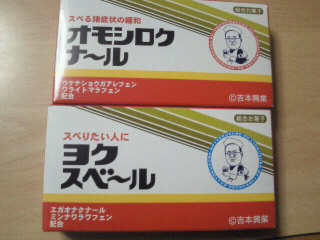 スベる諸症状の緩和
総合お菓子
オモシロク
ナ〜ル
ウケテショウガアレフェン
ワライトマラフェン
配合
©吉本興業
スベりたい人に
総合お菓子
ヨク
スベ〜ル
エガオナクナール
ミンナワラワフェン
配合
©吉本興業